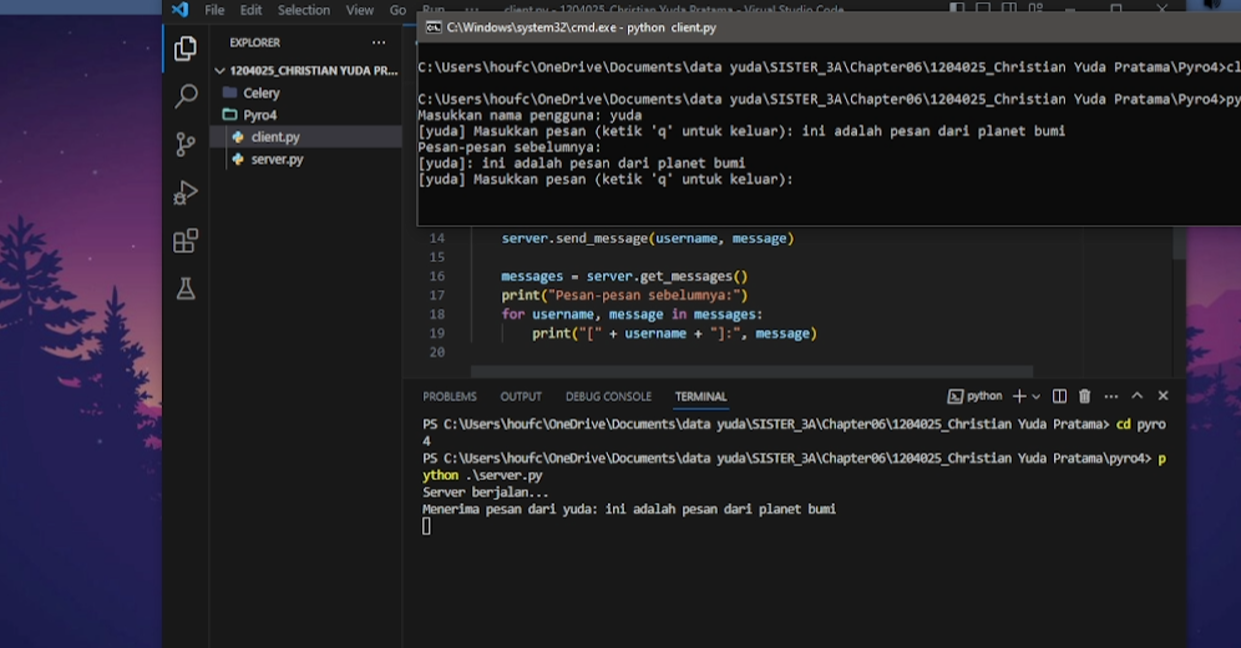 File Edit Selection View Go Run ... client.py - 1204025_Christian Yuda Pratama - Visual Studio Code
C:\Windows\system32\cmd.exe - python client.py
C:\Users\houfc\OneDrive\Documents\data yuda\SISTER_3A\Chapter06\1204025_Christian Yuda Pratama\Pyro4>cl
C:\Users\houfc\OneDrive\Documents\data yuda\SISTER_3A\Chapter06\1204025_Christian Yuda Pratama\Pyro4>py
Masukkan nama pengguna: yuda
[yuda] Masukkan pesan (ketik 'q' untuk keluar): ini adalah pesan dari planet bumi
Pesan-pesan sebelumnya:
[yuda]: ini adalah pesan dari planet bumi
[yuda] Masukkan pesan (ketik 'q' untuk keluar):
EXPLORER ...
1204025_CHRISTIAN YUDA PR...
Celery
Pyro4
client.py
server.py
14 server.send_message(username, message)
15
16 messages = server.get_messages()
17 print("Pesan-pesan sebelumnya:")
18 for username, message in messages:
19 print("[" + username + "]:", message)
20
PROBLEMS OUTPUT DEBUG CONSOLE TERMINAL python
PS C:\Users\houfc\OneDrive\Documents\data yuda\SISTER_3A\Chapter06\1204025_Christian Yuda Pratama> cd pyro
4
PS C:\Users\houfc\OneDrive\Documents\data yuda\SISTER_3A\Chapter06\1204025_Christian Yuda Pratama\pyro4> p
ython .\server.py
Server berjalan...
Menerima pesan dari yuda: ini adalah pesan dari planet bumi